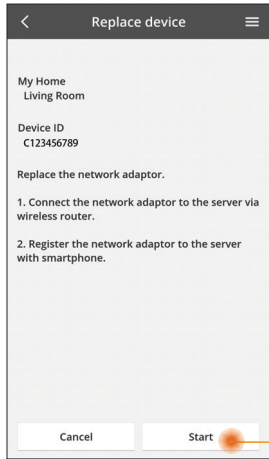 Replace device
My Home
Living Room
Device ID
C123456789
Replace the network adaptor.
1. Connect the network adaptor to the server via
wireless router.
2. Register the network adaptor to the server
with smartphone.
Cancel Start